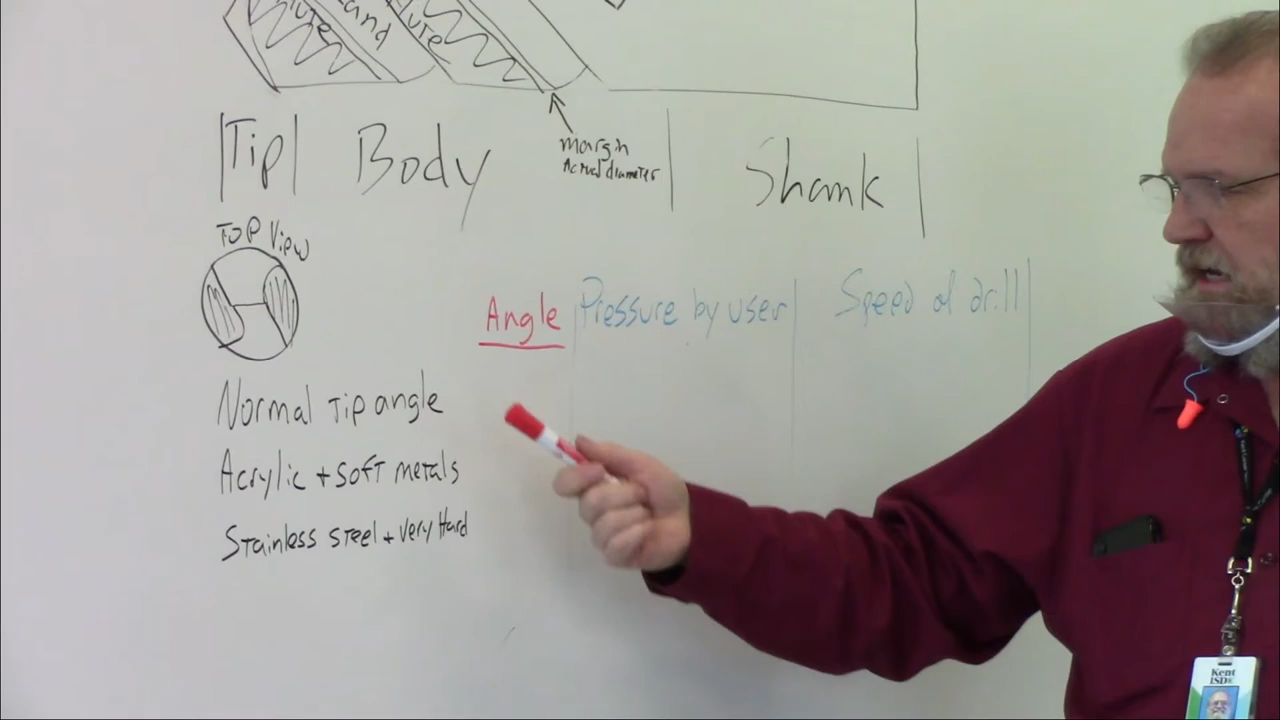 Land
|Tip| Body
margin
Actual diameter
Shank
TOP View
Angle Pressure by user Speed of drill
Normal Tip angle
Acrylic + soft metals
Stainless steel + very Hard
Kent
ISD